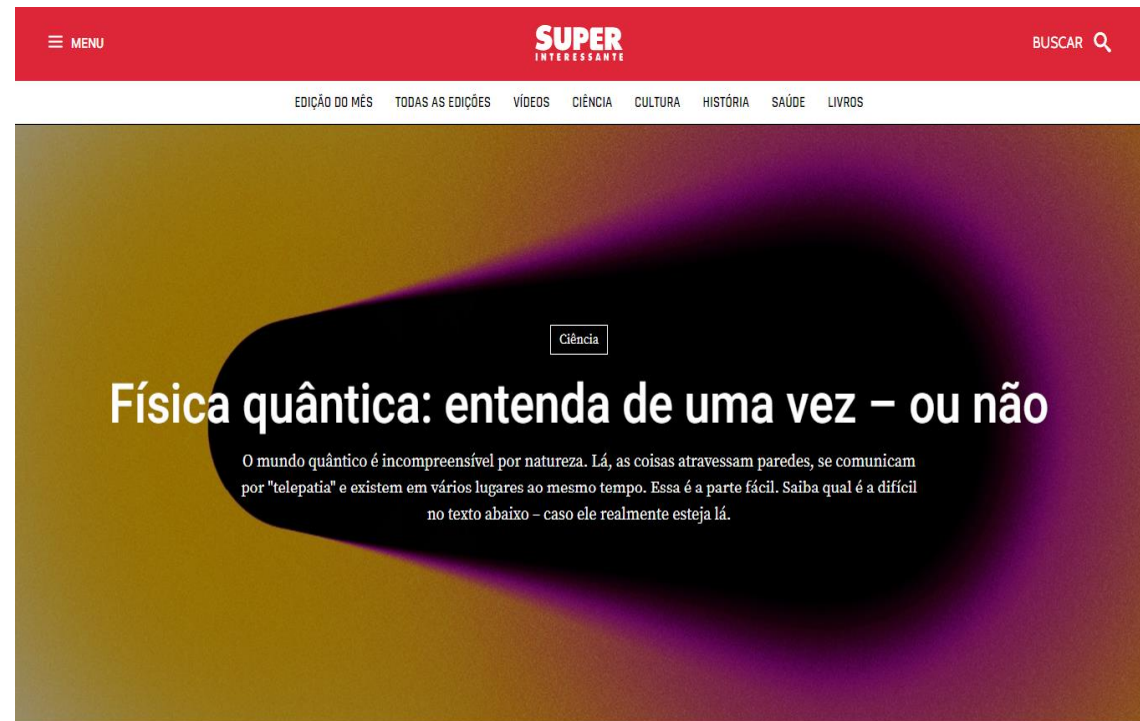 MENU
SUPER
INTERESSANTE
BUSCAR
EDIÇÃO DO MÊS TODAS AS EDIÇÕES VÍDEOS CIÊNCIA CULTURA HISTÓRIA SAÚDE LIVROS
Ciência
Física quântica: entenda de uma vez – ou não
O mundo quântico é incompreensível por natureza. Lá, as coisas atravessam paredes, se comunicam
por "telepatia" e existem em vários lugares ao mesmo tempo. Essa é a parte fácil. Saiba qual é a difícil
no texto abaixo – caso ele realmente esteja lá.